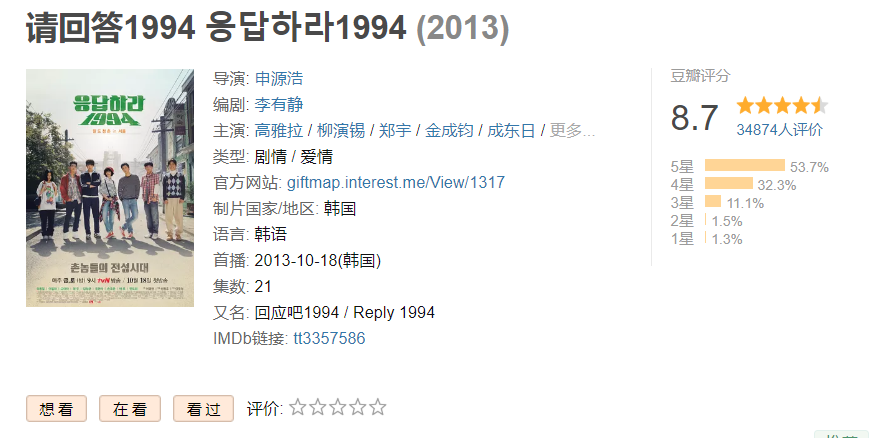 请回答1994 응답하라1994 (2013)
응답하라
1994
촌놈들의 전성시대
导演: 申源浩
编剧: 李有静
主演: 高雅拉 / 柳演锡 / 郑宇 / 金成钧 / 成东日 / 更多...
类型: 剧情 / 爱情
官方网站: giftmap.interest.me/View/1317
制片国家/地区: 韩国
语言: 韩语
首播: 2013-10-18(韩国)
集数: 21
又名: 回应吧1994 / Reply 1994
IMDb链接: tt3357586
豆瓣评分
8.7
34874人评价
5星 53.7%
4星 32.3%
3星 11.1%
2星 1.5%
1星 1.3%
想看 在看 看过 评价: